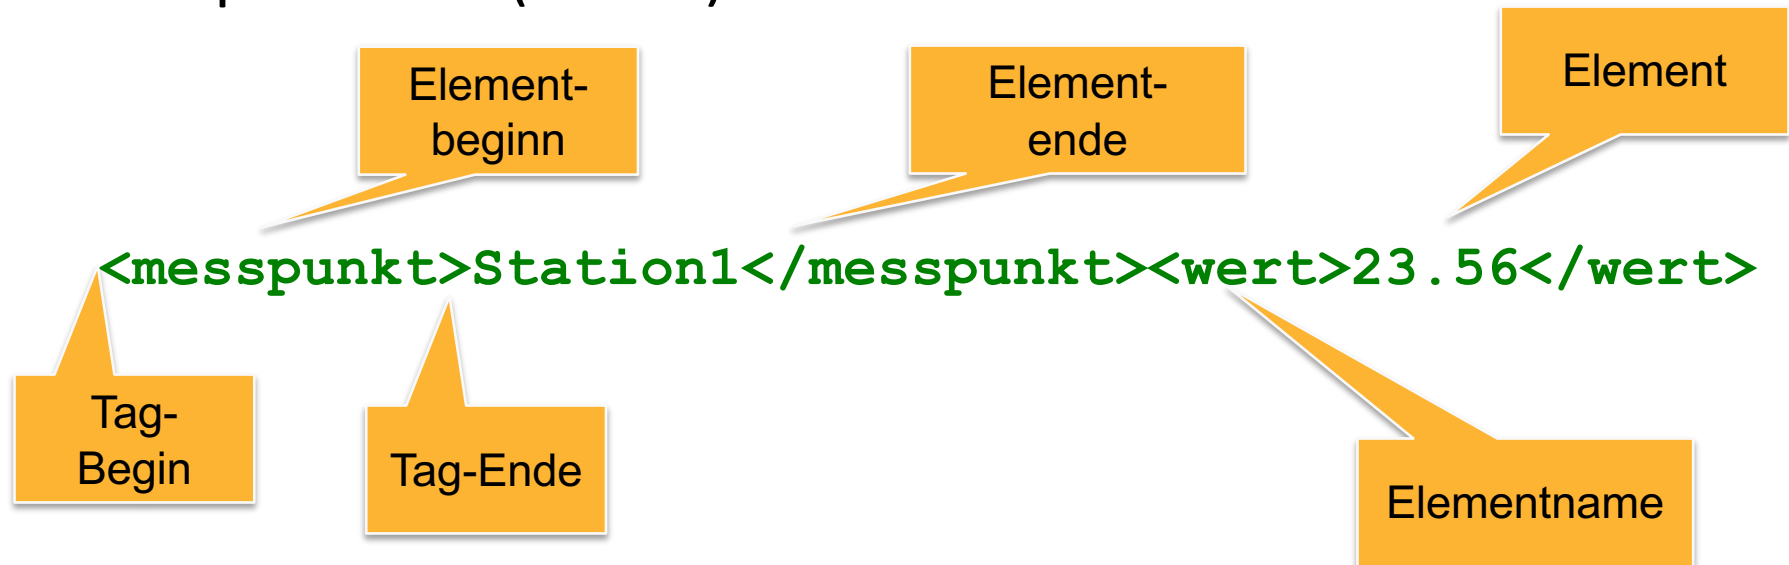 Element-
beginn
Element-
ende
Element
<messpunkt>Station1</messpunkt><wert>23.56</wert>
Tag-
Begin
Tag-Ende
Elementname